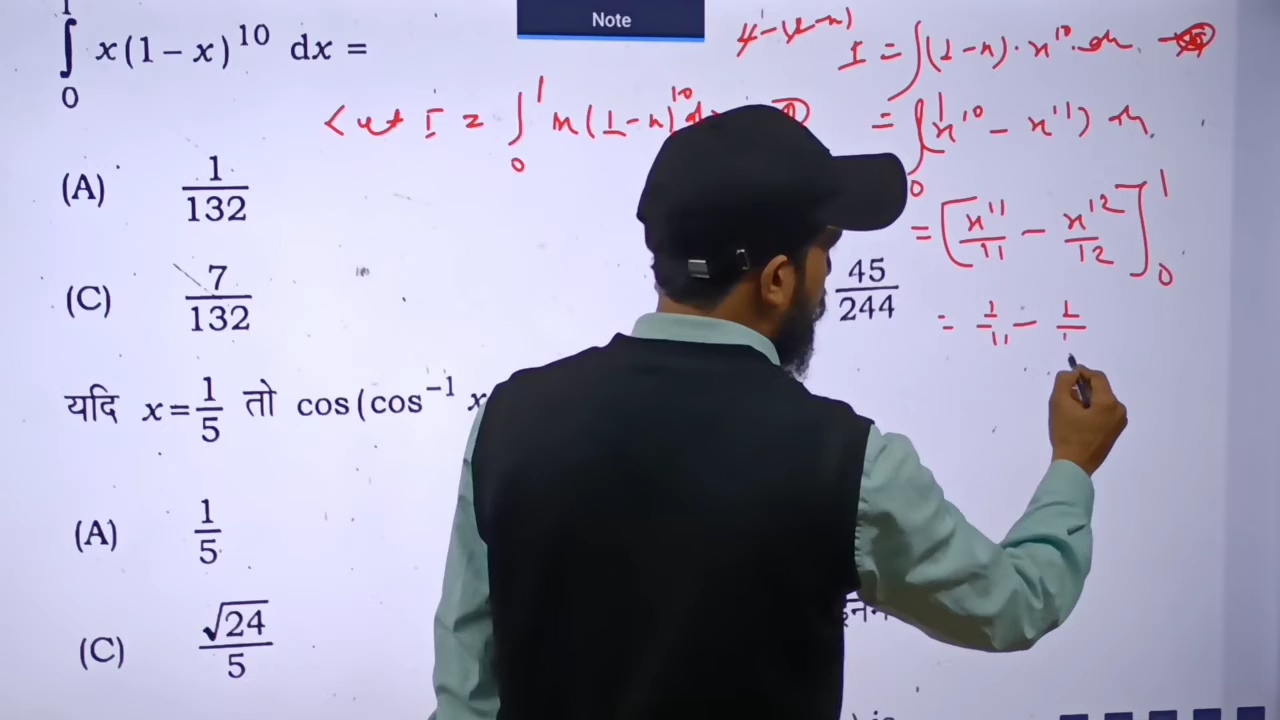 Note
∫₀¹ x(1 − x)¹⁰ dx =
I = ∫(1-x)·x¹⁰·dx
I = ∫₀¹ x(1-x)¹⁰
= ∫₀¹ (x¹⁰ - x¹¹) dx
(A) 1/132
= [x¹¹/11 - x¹²/12]₀¹
(C) 7/132
45/244
= 1/11 - 1/1
यदि x = 1/5 तो cos(cos⁻¹ x
(A) 1/5
(C) √24/5